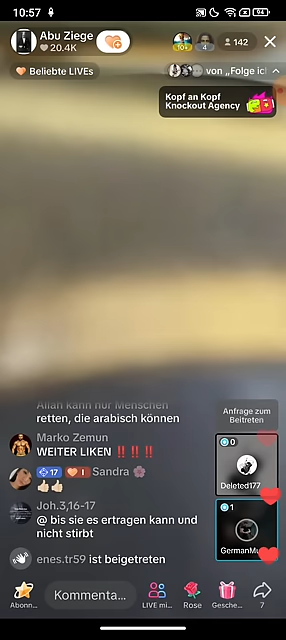 10:57
94
Abu Ziege
20.4K
10+
4
142
Beliebte LIVEs
von „Folge ich
Kopf an Kopf
Knockout Agency
Allah kann nur Menschen
retten, die arabisch können
Anfrage zum
Beitreten
Marko Zemun
WEITER LIKEN ‼️ ‼️ ‼️
0
Deleted177
17
I
Sandra 🌸
👍🏻👍🏻
Joh.3,16-17
@ bis sie es ertragen kann und
nicht stirbt
1
GermanMu
enes.tr59 ist beigetreten
Abonn...
Kommenta...
LIVE mi...
Rose
Gesche...
7